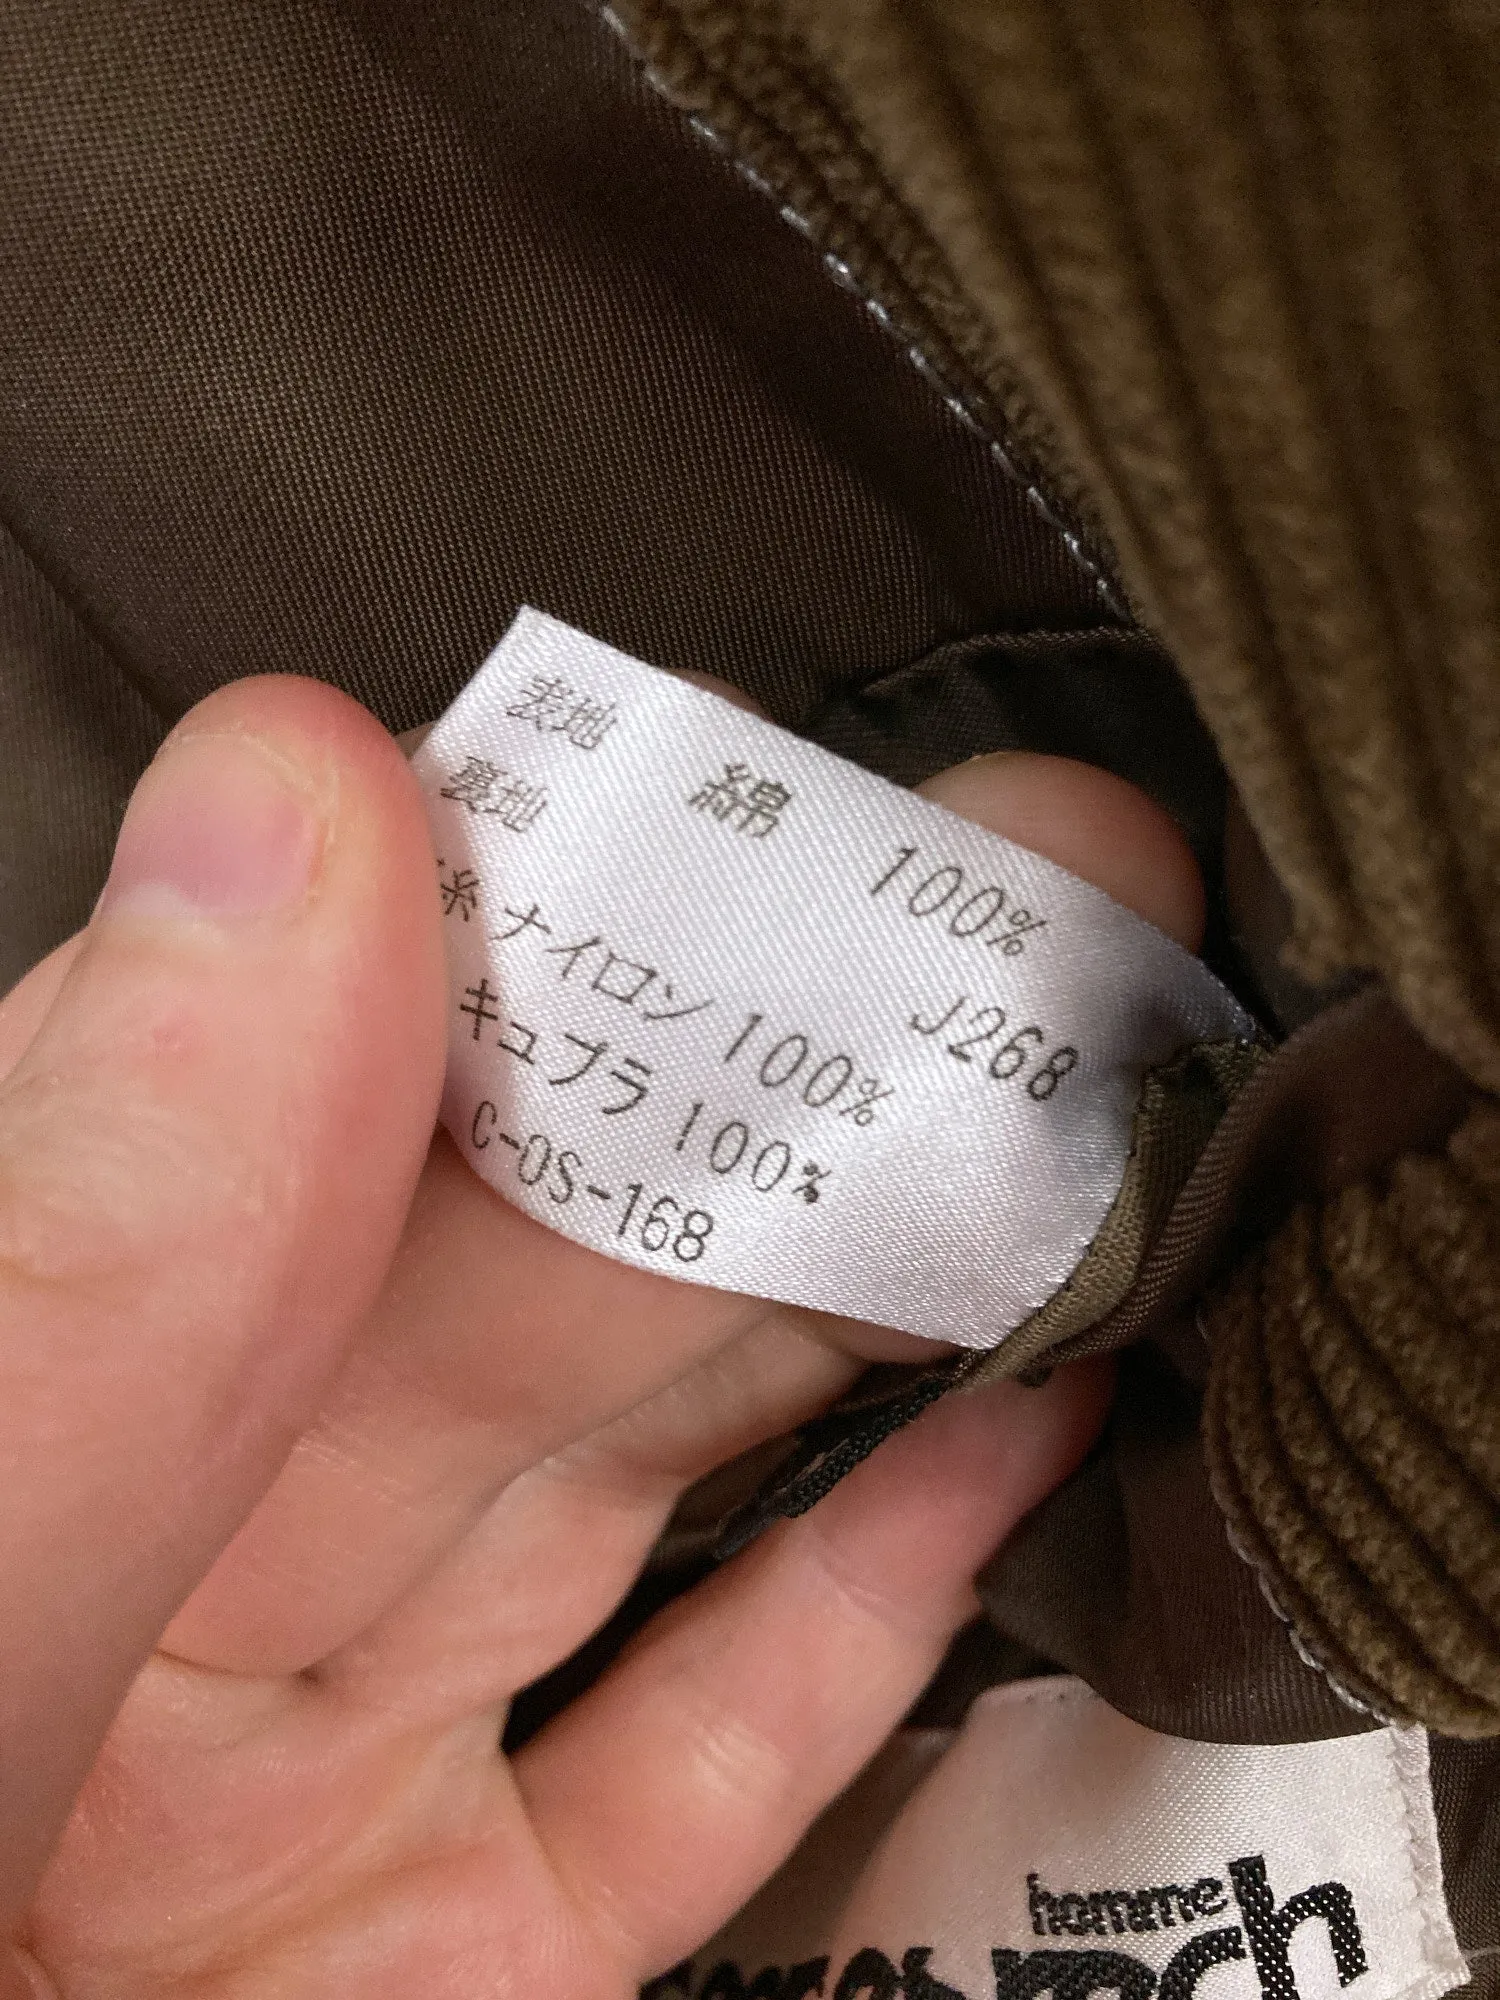 表地 綿 100%
裏地 J268
糸 ナイロン 100%
キュプラ 100%
C-OS-168
homme